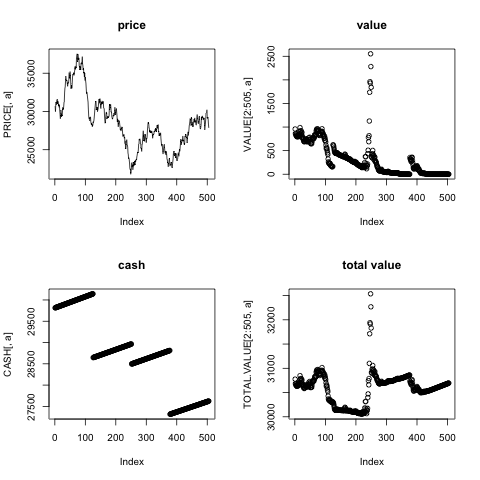 price
PRICE[, a]
35000
30000
25000
0 100 200 300 400 500
Index
value
VALUE[2:505, a]
2500
1500
500
0
0 100 200 300 400 500
Index
cash
CASH[, a]
29500
28500
27500
0 100 200 300 400 500
Index
total value
TOTAL.VALUE[2:505, a]
32000
31000
30000
0 100 200 300 400 500
Index